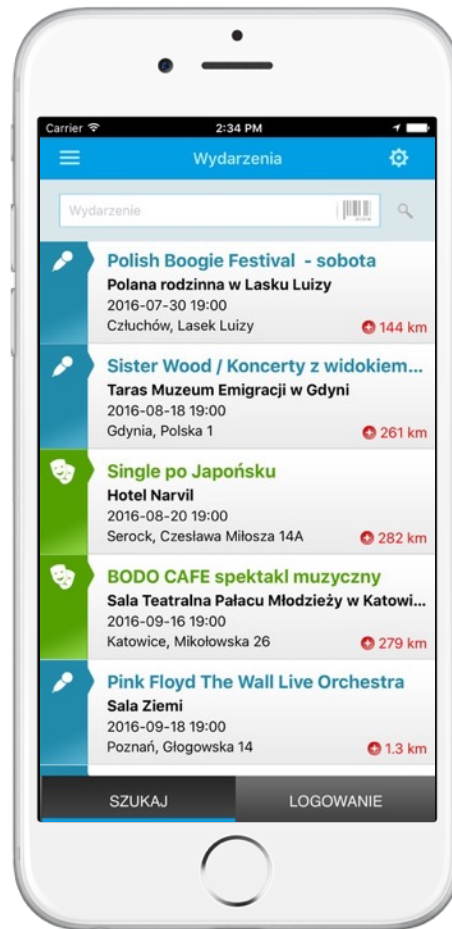 Carrier 2:34 PM
Wydarzenia
Wydarzenie
Polish Boogie Festival - sobota
Polana rodzinna w Lasku Luizy
2016-07-30 19:00
Człuchów, Lasek Luizy 144 km
Sister Wood / Koncerty z widokiem...
Taras Muzeum Emigracji w Gdyni
2016-08-18 19:00
Gdynia, Polska 1 261 km
Single po Japońsku
Hotel Narvil
2016-08-20 19:00
Serock, Czesława Miłosza 14A 282 km
BODO CAFE spektakl muzyczny
Sala Teatralna Pałacu Młodzieży w Katowi...
2016-09-16 19:00
Katowice, Mikołowska 26 279 km
Pink Floyd The Wall Live Orchestra
Sala Ziemi
2016-09-18 19:00
Poznań, Głogowska 14 1.3 km
SZUKAJ LOGOWANIE